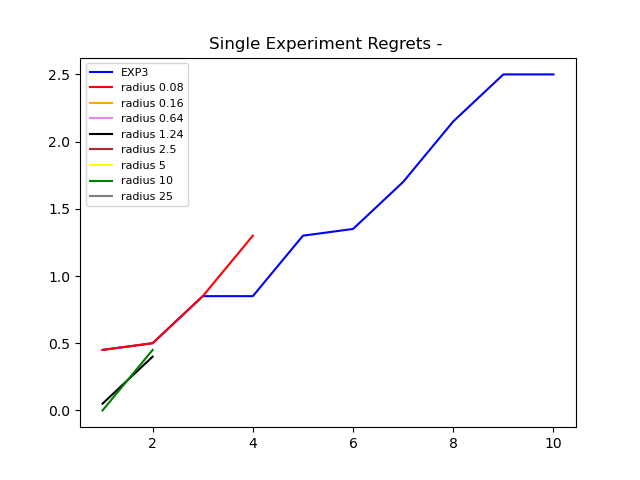 Single Experiment Regrets -
EXP3
radius 0.08
radius 0.16
radius 0.64
radius 1.24
radius 2.5
radius 5
radius 10
radius 25
2.5
2.0
1.5
1.0
0.5
0.0
2 4 6 8 10